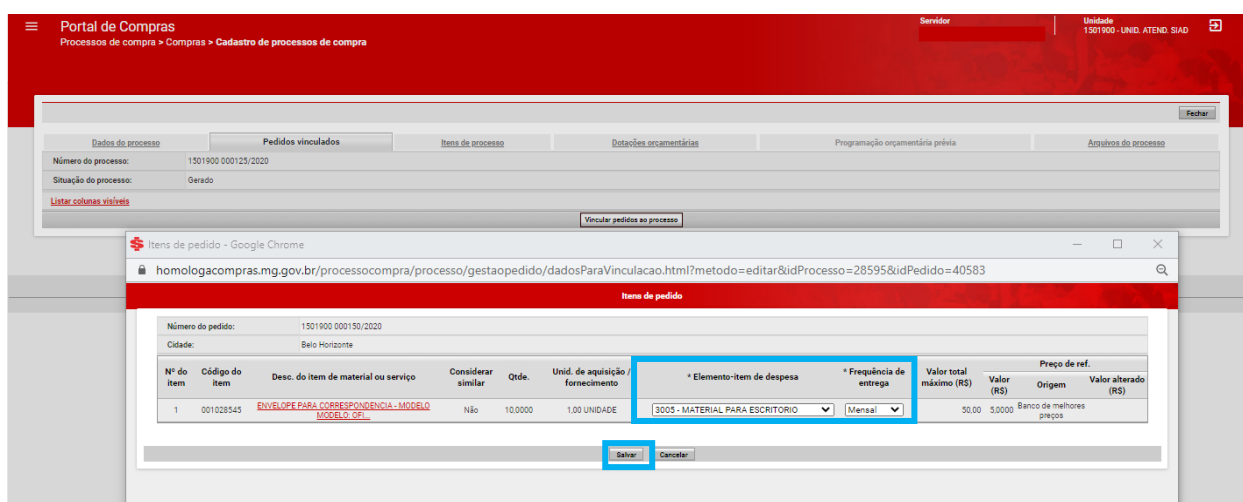 Portal de Compras
Processos de compra > Compras > Cadastro de processos de compra
Servidor
Unidade
1501900 - UNID. ATEND. SIAD
Fechar
Dados do processo Pedidos vinculados Itens de processo Dotações orçamentárias Programação orçamentária prévia Arquivos do processo
Número do processo: 1501900 000125/2020
Situação do processo: Gerado
Listar colunas visíveis
Vincular pedidos ao processo
Itens de pedido - Google Chrome
homologacompras.mg.gov.br/processocompra/processo/gestaopedido/dadosParaVinculacao.html?metodo=editar&idProcesso=28595&idPedido=40583
Itens de pedido
Número do pedido: 1501900 000150/2020
Cidade: Belo Horizonte
Nº do item Código do item Desc. do item de material ou serviço Considerar similar Qtde. Unid. de aquisição / fornecimento * Elemento-item de despesa * Frequência de entrega Valor total máximo (R$) Preço de ref.
Valor (R$) Origem Valor alterado (R$)
1 001028545 ENVELOPE PARA CORRESPONDENCIA - MODELO MODELO: OFI... Não 10,0000 1,00 UNIDADE 3005 - MATERIAL PARA ESCRITORIO Mensal 50,00 5,0000 Banco de melhores preços
Salvar Cancelar